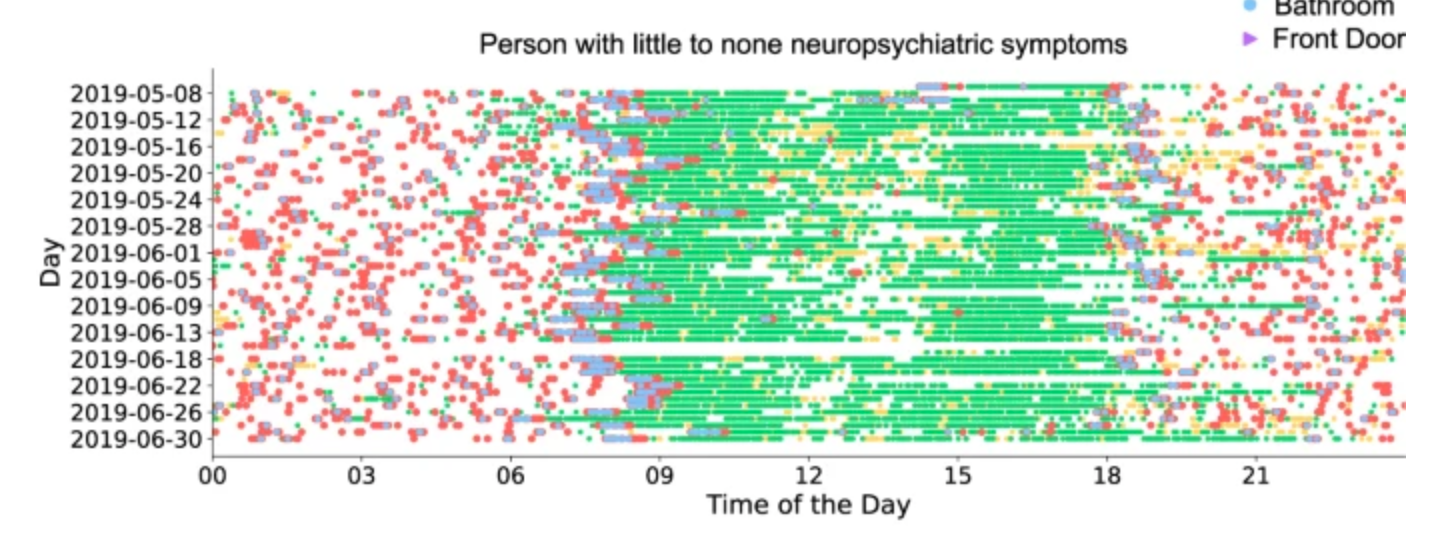 Bathroom
Front Door
Person with little to none neuropsychiatric symptoms
Day
2019-05-08
2019-05-12
2019-05-16
2019-05-20
2019-05-24
2019-05-28
2019-06-01
2019-06-05
2019-06-09
2019-06-13
2019-06-18
2019-06-22
2019-06-26
2019-06-30
00 03 06 09 12 15 18 21
Time of the Day